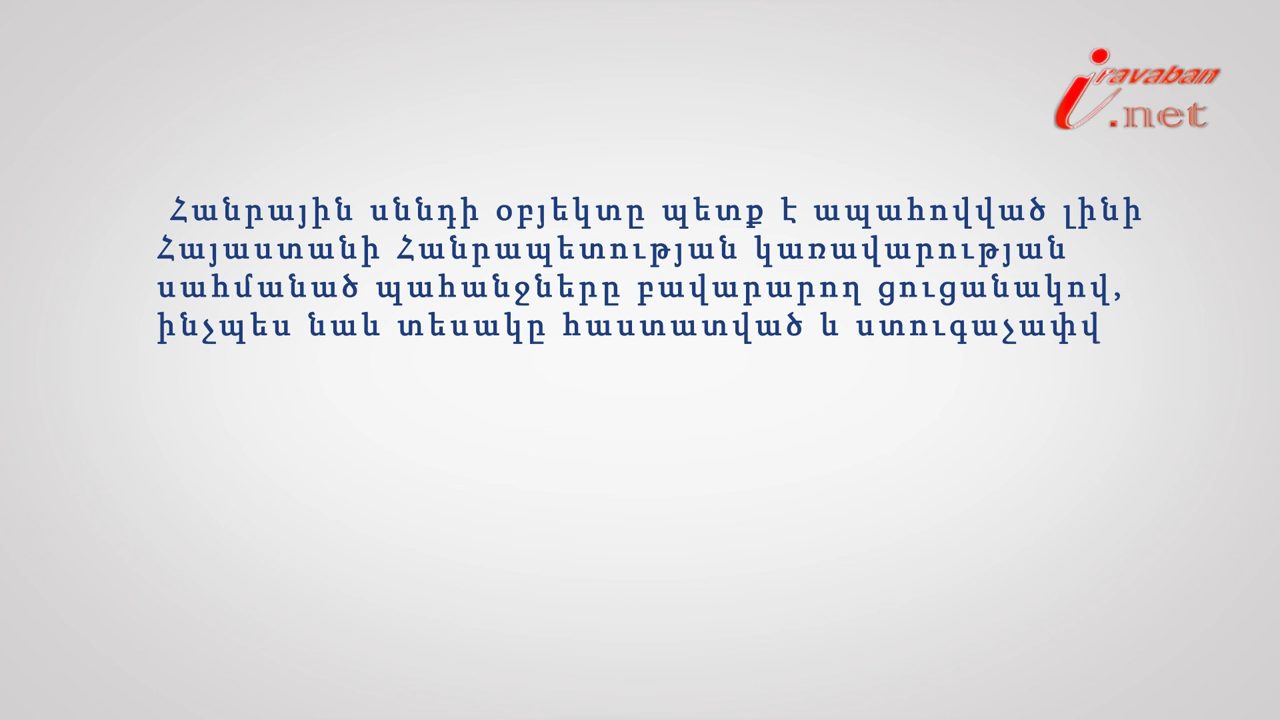 iravaban
.net
Հանրային սննդի օբյեկտը պետք է ապահովված լինի
Հայաստանի Հանրապետության կառավարության
սահմանած պահանջները բավարարող ցուցանակով,
ինչպես նաև տեսակը հաստատված և ստուգաչափվ